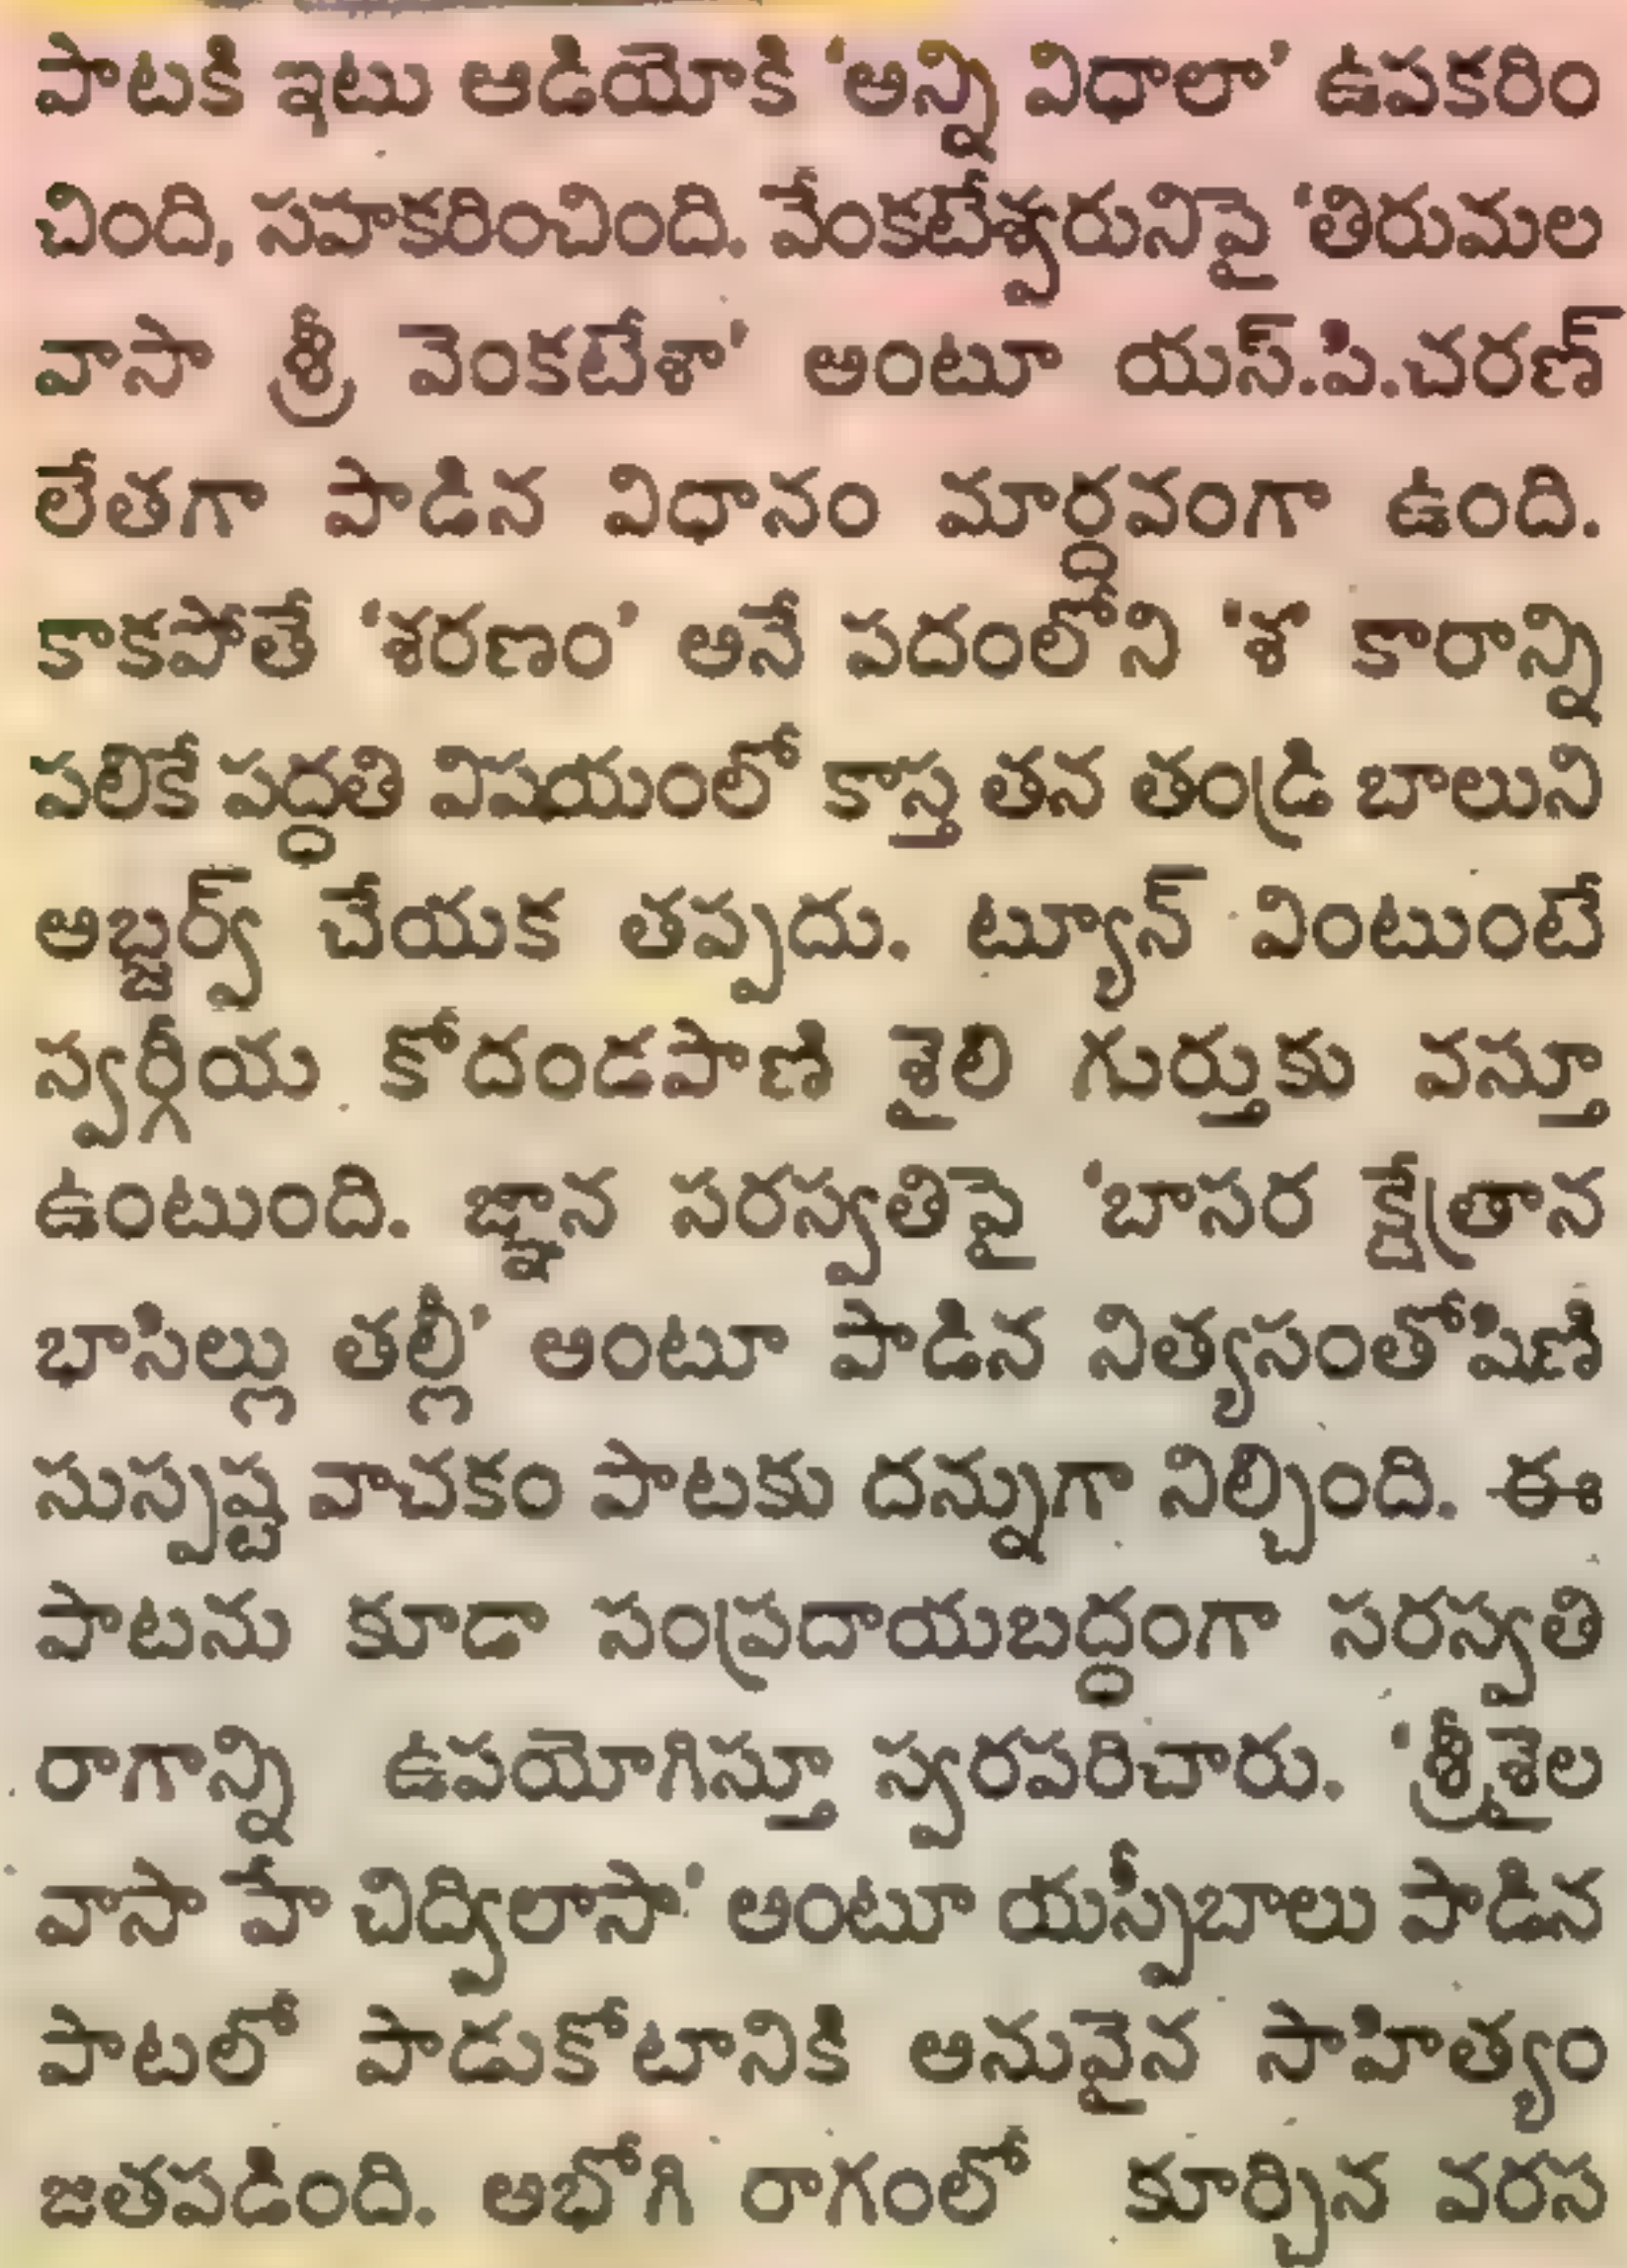 పాటకి ఇటు ఆడియోకి ‘అన్ని విధాలా’ ఉపకరిం
చింది, సహకరించింది. వేంకటేశ్వరునిపై ‘తిరుమల
వాసా శ్రీ వెంకటేశా’ అంటూ యస్.పి.చరణ్
లేతగా పాడిన విధానం మార్దవంగా ఉంది.
కాకపోతే ‘శరణం’ అనే పదంలోని ‘శ’ కారాన్ని
పలికే పద్ధతి విషయంలో కాస్త తన తండ్రి బాలుని
అబ్జర్వ్ చేయక తప్పదు. ట్యూన్ వింటుంటే
స్వర్గీయ కోదండపాణి శైలి గుర్తుకు వస్తూ
ఉంటుంది. జ్ఞాన సరస్వతిపై ‘బాసర క్షేత్రాన
భాసిల్లు తల్లీ’ అంటూ పాడిన నిత్యసంతోషిణి
సుస్పష్ట వాచకం పాటకు దన్నుగా నిల్చింది. ఈ
పాటను కూడా సంప్రదాయబద్ధంగా సరస్వతి
రాగాన్ని ఉపయోగిస్తూ స్వరపరిచారు. ‘శ్రీశైల
వాసా హే చిద్విలాసా’ అంటూ యస్పీబాలు పాడిన
పాటలో పాడుకోటానికి అనువైన సాహిత్యం
జతపడింది. అభోగి రాగంలో కూర్చిన వరస